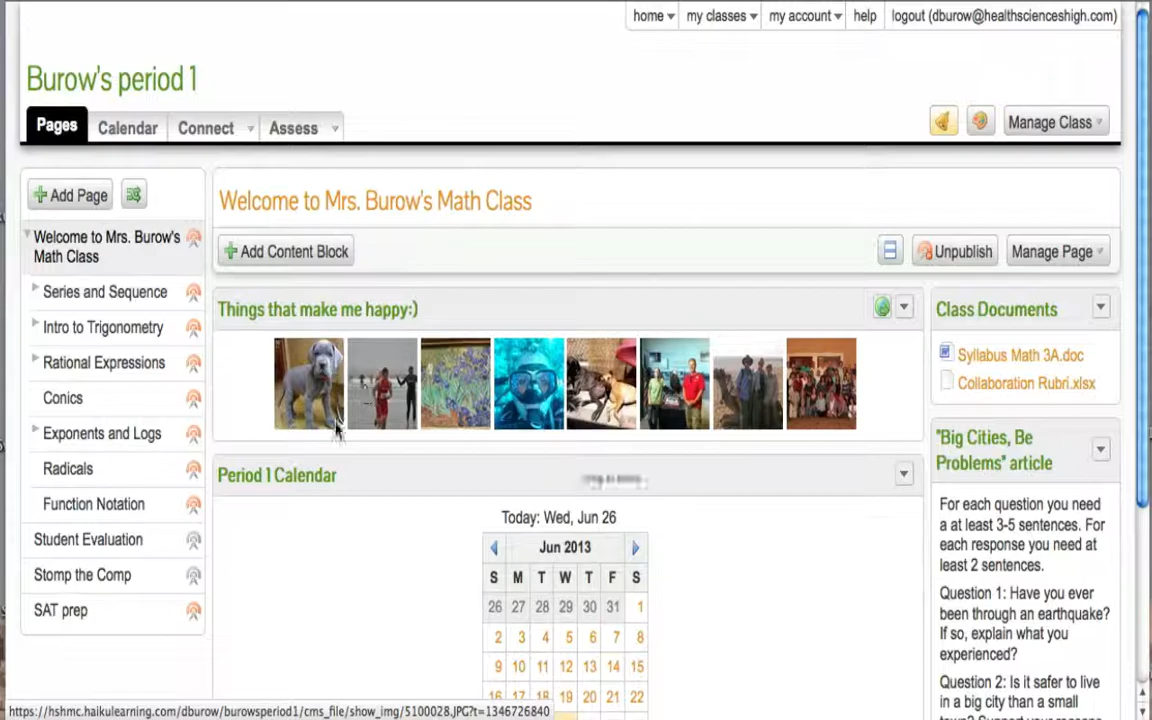 home my classes my account help logout (dburow@healthscienceshigh.com)
Burow's period 1
Pages Calendar Connect Assess Manage Class
Add Page
Welcome to Mrs. Burow's
Math Class
Series and Sequence
Intro to Trigonometry
Rational Expressions
Conics
Exponents and Logs
Radicals
Function Notation
Student Evaluation
Stomp the Comp
SAT prep
Welcome to Mrs. Burow's Math Class
Add Content Block Unpublish Manage Page
Things that make me happy:)
Period 1 Calendar
Today: Wed, Jun 26
Jun 2013
S M T W T F S
26 27 28 29 30 31 1
2 3 4 5 6 7 8
9 10 11 12 13 14 15
16 17 18 19 20 21 22
Class Documents
Syllabus Math 3A.doc
Collaboration Rubri.xlsx
"Big Cities, Be
Problems" article
For each question you need
a at least 3-5 sentences. For
each response you need at
least 2 sentences.
Question 1: Have you ever
been through an earthquake?
If so, explain what you
experienced?
Question 2: Is it safer to live
in a big city than a small
https://hshmc.haikulearning.com/dburow/burowsperiod1/cms_file/show_img/5100028.JPG?t=1346726840